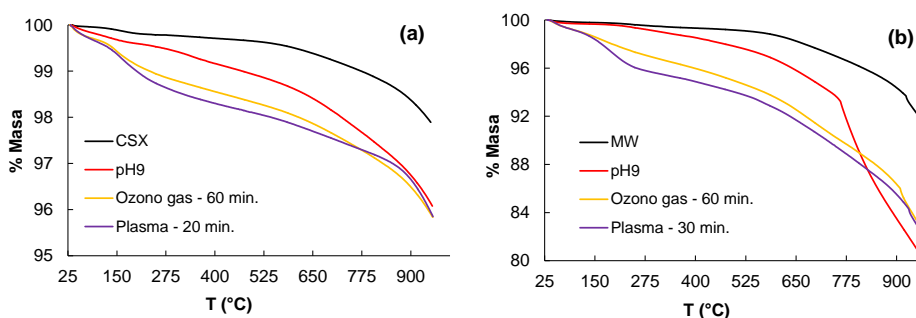 (a)
100
99
98
97
96
95
% Masa
CSX
pH9
Ozono gas - 60 min.
Plasma - 20 min.
25 150 275 400 525 650 775 900
T (°C)
(b)
100
96
92
88
84
80
% Masa
MW
pH9
Ozono gas - 60 min.
Plasma - 30 min.
25 150 275 400 525 650 775 900
T (°C)